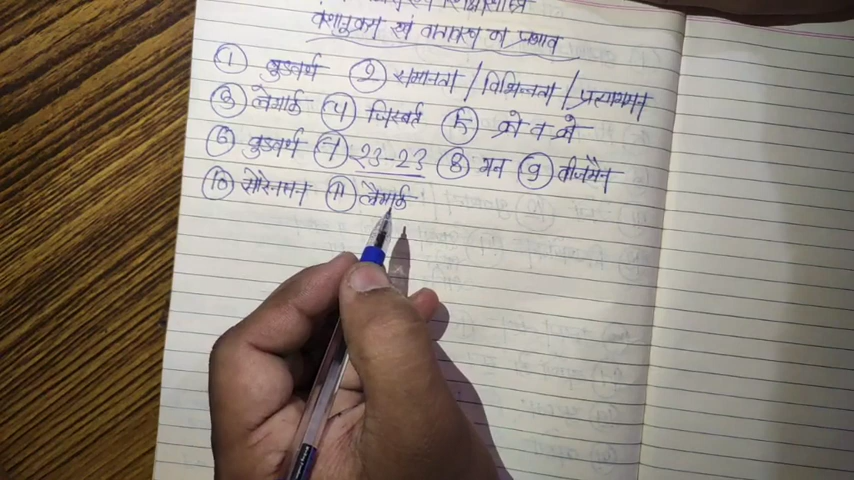 वंशानुक्रम एवं वातावरण का प्रभाव
① वुडवर्थ ② समानता / विभिन्नता / प्रत्यागमन
③ लेमार्क ④ जिस्बर्ट ⑤ क्रो व क्रो
⑥ वुडवर्थ ⑦ 23-23 ⑧ मन ⑨ बीजमैन
⑩ सोरेनसन ⑪ लैमार्क